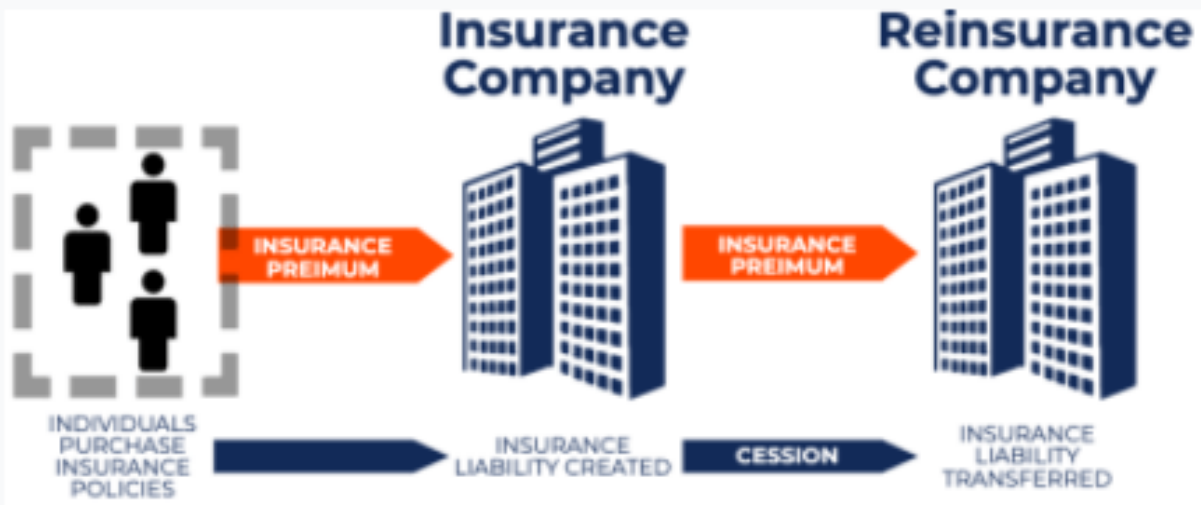 Insurance
Company
Reinsurance
Company
INSURANCE
PREIMUM
INSURANCE
PREIMUM
INDIVIDUALS
PURCHASE
INSURANCE
POLICIES
INSURANCE
LIABILITY CREATED
CESSION
INSURANCE
LIABILITY
TRANSFERRED